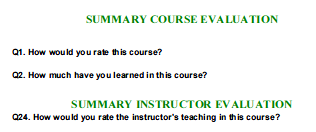 SUMMARY COURSE EVALUATION
Q1. How would you rate this course?
Q2. How much have you learned in this course?
SUMMARY INSTRUCTOR EVALUATION
Q24. How would you rate the instructor's teaching in this course?